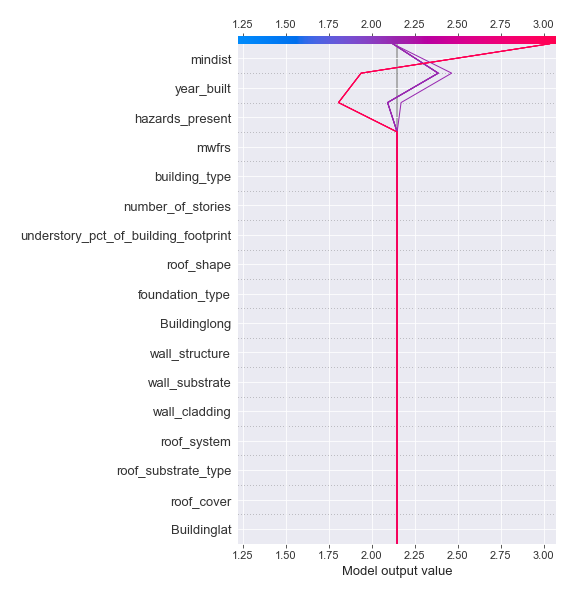 1.25 1.50 1.75 2.00 2.25 2.50 2.75 3.00
mindist
year_built
hazards_present
mwfrs
building_type
number_of_stories
understory_pct_of_building_footprint
roof_shape
foundation_type
Buildinglong
wall_structure
wall_substrate
wall_cladding
roof_system
roof_substrate_type
roof_cover
Buildinglat
1.25 1.50 1.75 2.00 2.25 2.50 2.75 3.00
Model output value